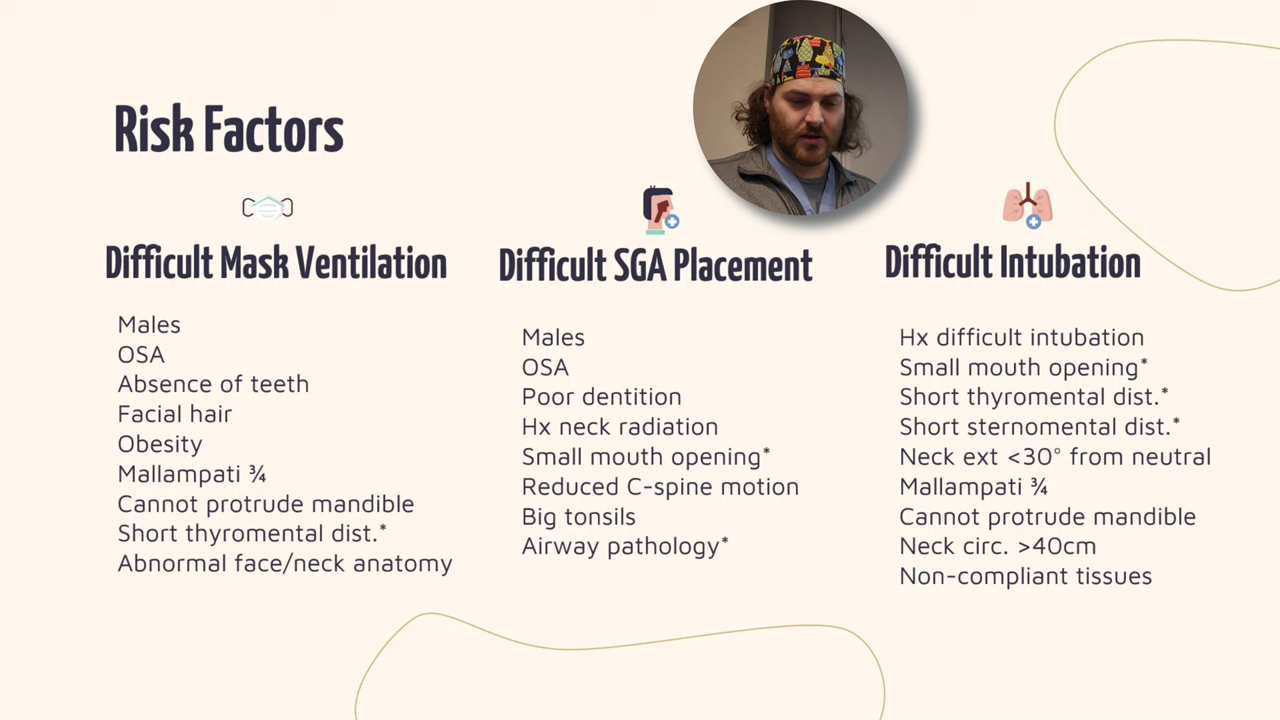 Risk Factors
Difficult Mask Ventilation
Males
OSA
Absence of teeth
Facial hair
Obesity
Mallampati ¾
Cannot protrude mandible
Short thyromental dist.*
Abnormal face/neck anatomy
Difficult SGA Placement
Males
OSA
Poor dentition
Hx neck radiation
Small mouth opening*
Reduced C-spine motion
Big tonsils
Airway pathology*
Difficult Intubation
Hx difficult intubation
Small mouth opening*
Short thyromental dist.*
Short sternomental dist.*
Neck ext <30° from neutral
Mallampati ¾
Cannot protrude mandible
Neck circ. >40cm
Non-compliant tissues